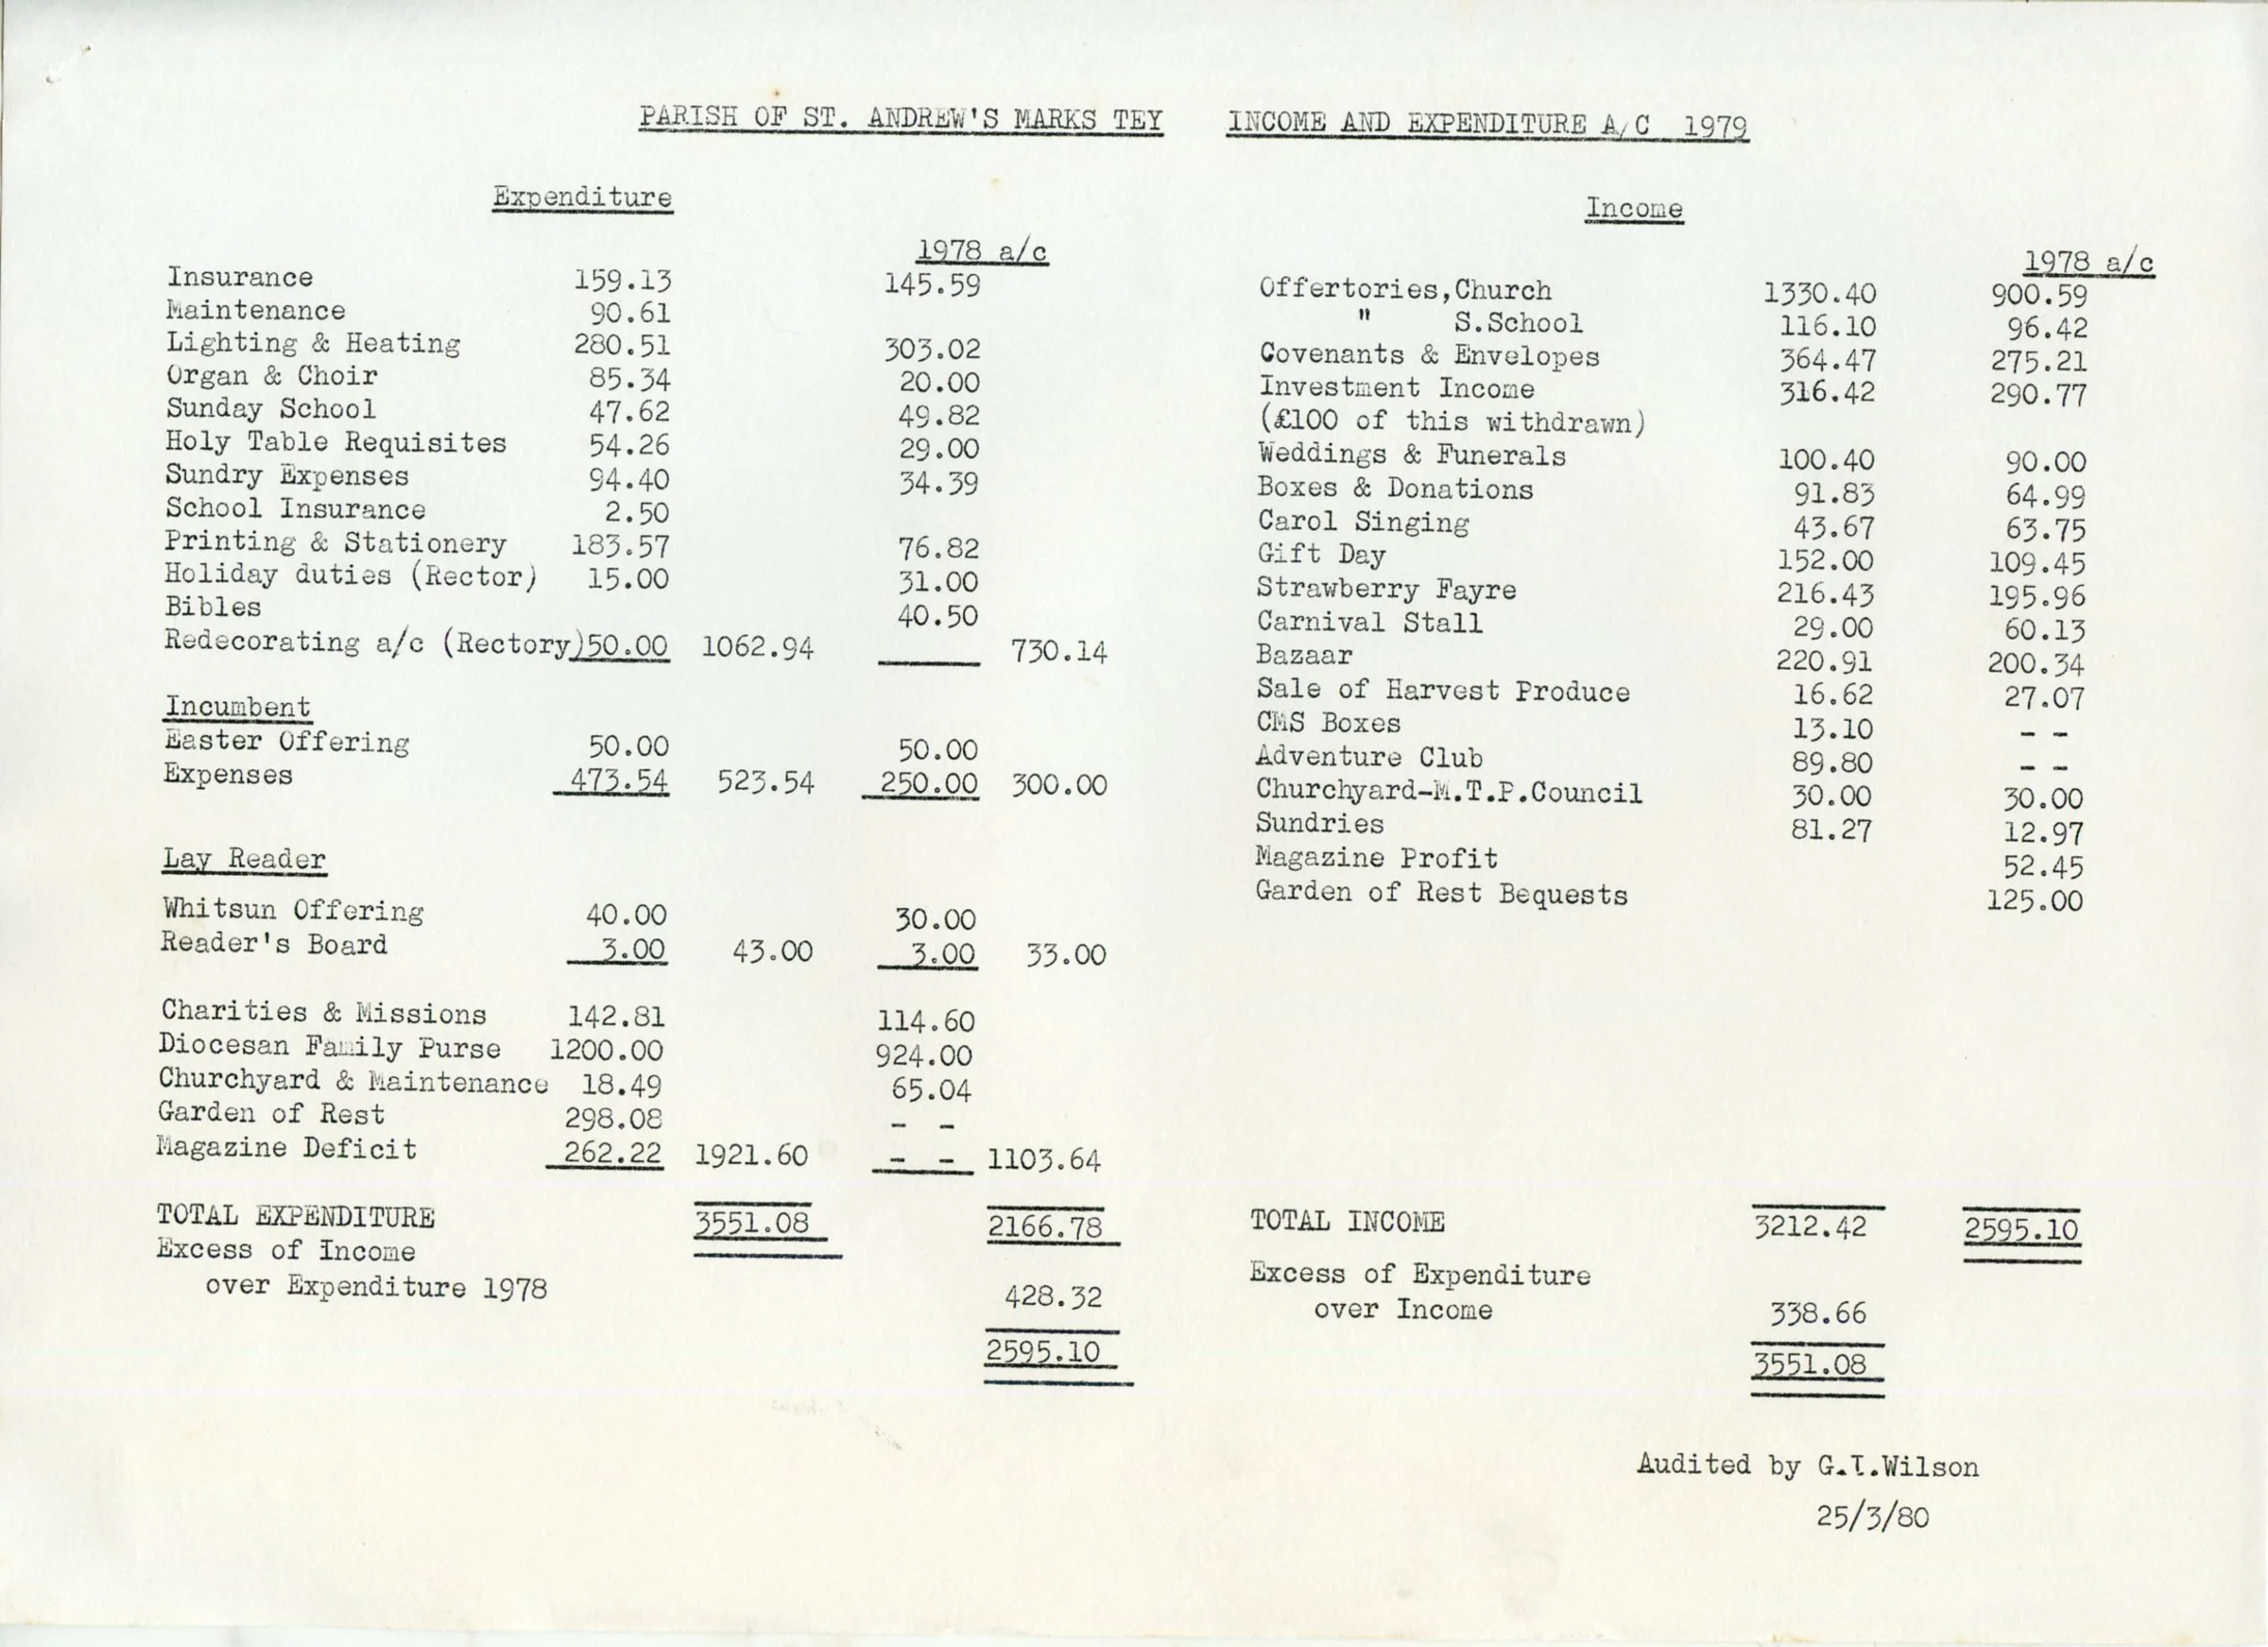 PARISH OF ST. ANDREW'S MARKS TEY INCOME AND EXPENDITURE A/C 1979
Expenditure
1978 a/c
Insurance 159.13 145.59
Maintenance 90.61
Lighting & Heating 280.51 303.02
Organ & Choir 85.34 20.00
Sunday School 47.62 49.82
Holy Table Requisites 54.26 29.00
Sundry Expenses 94.40 34.39
School Insurance 2.50
Printing & Stationery 183.57 76.82
Holiday duties (Rector) 15.00 31.00
Bibles 40.50
Redecorating a/c (Rectory)50.00 1062.94 730.14
Incumbent
Easter Offering 50.00 50.00
Expenses 473.54 523.54 250.00 300.00
Lay Reader
Whitsun Offering 40.00 30.00
Reader's Board 3.00 43.00 3.00 33.00
Charities & Missions 142.81 114.60
Diocesan Family Purse 1200.00 924.00
Churchyard & Maintenance 18.49 65.04
Garden of Rest 298.08 - -
Magazine Deficit 262.22 1921.60 - - 1103.64
TOTAL EXPENDITURE 3551.08 2166.78
Excess of Income
over Expenditure 1978 428.32
2595.10
Income
1978 a/c
Offertories,Church 1330.40 900.59
" S.School 116.10 96.42
Covenants & Envelopes 364.47 275.21
Investment Income 316.42 290.77
(£100 of this withdrawn)
Weddings & Funerals 100.40 90.00
Boxes & Donations 91.83 64.99
Carol Singing 43.67 63.75
Gift Day 152.00 109.45
Strawberry Fayre 216.43 195.96
Carnival Stall 29.00 60.13
Bazaar 220.91 200.34
Sale of Harvest Produce 16.62 27.07
CMS Boxes 13.10 - -
Adventure Club 89.80 - -
Churchyard-M.T.P.Council 30.00 30.00
Sundries 81.27 12.97
Magazine Profit 52.45
Garden of Rest Bequests 125.00
TOTAL INCOME 3212.42 2595.10
Excess of Expenditure
over Income 338.66
3551.08
Audited by G.I.Wilson
25/3/80